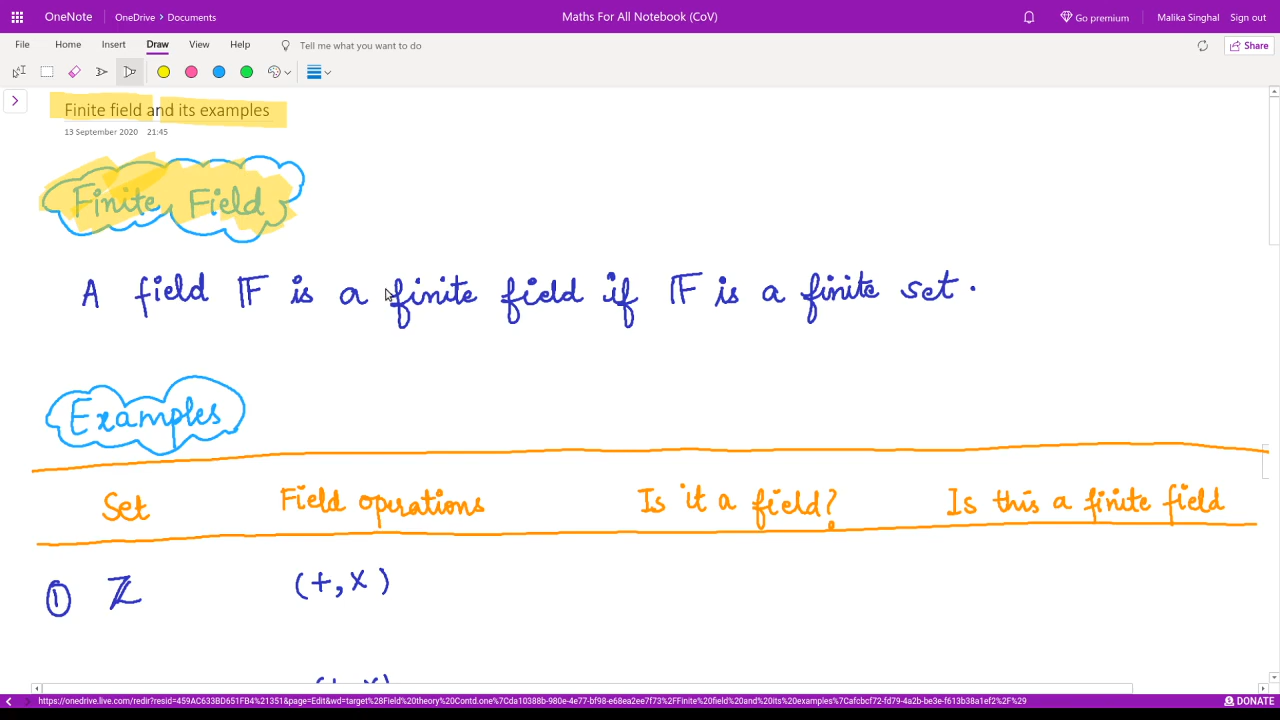 OneNote OneDrive > Documents Maths For All Notebook (CoV) Go premium Malika Singhal Sign out
File Home Insert Draw View Help Tell me what you want to do Share
Finite field and its examples
13 September 2020 21:45
Finite Field
A field 𝔽 is a finite field if 𝔽 is a finite set.
Examples
Set Field operations Is it a field? Is this a finite field
① ℤ (+, x)
(+, x)
https://onedrive.live.com/redir?resid=459AC633BD651FB4%21351&page=Edit&wd=target%28Field%20theory%20Contd.one%7Cda10388b-980e-4e77-bf98-e68ea2ee7f73%2FFinite%20field%20and%20its%20examples%7Cafcbcf72-fd79-4a2b-be3e-f613b38a1ef2%2F%29 DONATE